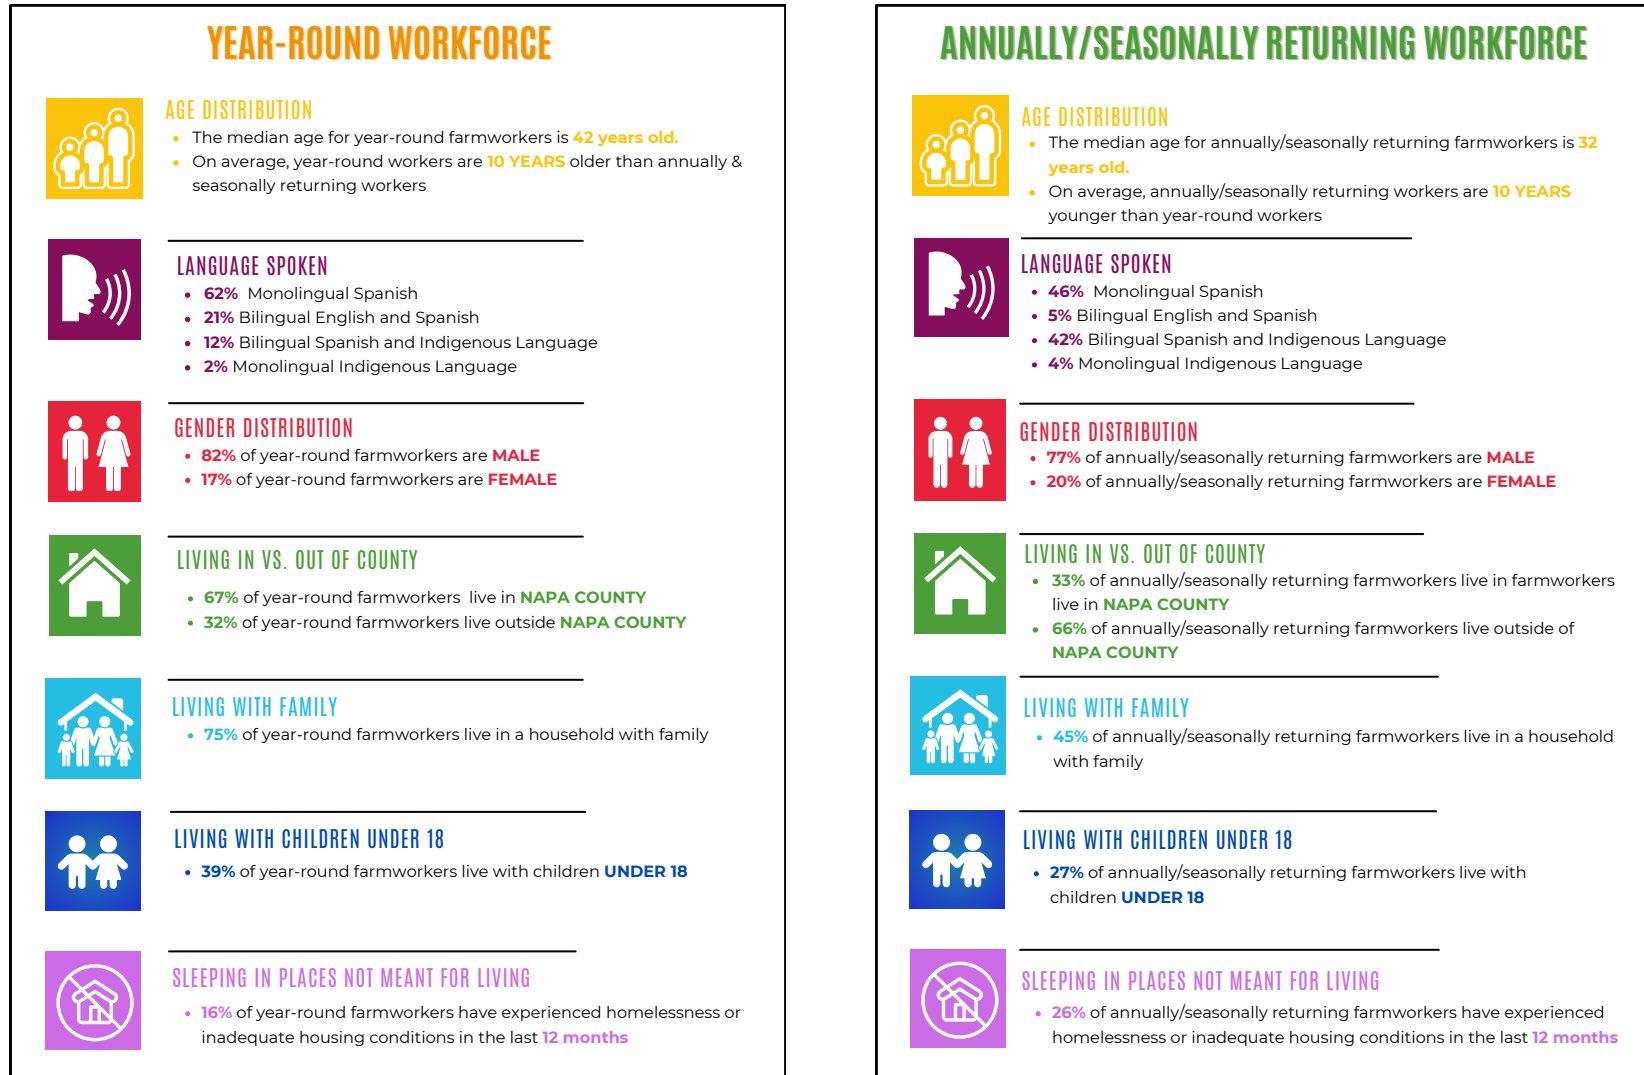 YEAR-ROUND WORKFORCE
AGE DISTRIBUTION
• The median age for year-round farmworkers is 42 years old.
• On average, year-round workers are 10 YEARS older than annually &
seasonally returning workers
LANGUAGE SPOKEN
• 62% Monolingual Spanish
• 21% Bilingual English and Spanish
• 12% Bilingual Spanish and Indigenous Language
• 2% Monolingual Indigenous Language
GENDER DISTRIBUTION
• 82% of year-round farmworkers are MALE
• 17% of year-round farmworkers are FEMALE
LIVING IN VS. OUT OF COUNTY
• 67% of year-round farmworkers live in NAPA COUNTY
• 32% of year-round farmworkers live outside NAPA COUNTY
LIVING WITH FAMILY
• 75% of year-round farmworkers live in a household with family
LIVING WITH CHILDREN UNDER 18
• 39% of year-round farmworkers live with children UNDER 18
SLEEPING IN PLACES NOT MEANT FOR LIVING
• 16% of year-round farmworkers have experienced homelessness or
inadequate housing conditions in the last 12 months
ANNUALLY/SEASONALLY RETURNING WORKFORCE
AGE DISTRIBUTION
• The median age for annually/seasonally returning farmworkers is 32
years old.
• On average, annually/seasonally returning workers are 10 YEARS
younger than year-round workers
LANGUAGE SPOKEN
• 46% Monolingual Spanish
• 5% Bilingual English and Spanish
• 42% Bilingual Spanish and Indigenous Language
• 4% Monolingual Indigenous Language
GENDER DISTRIBUTION
• 77% of annually/seasonally returning farmworkers are MALE
• 20% of annually/seasonally returning farmworkers are FEMALE
LIVING IN VS. OUT OF COUNTY
• 33% of annually/seasonally returning farmworkers live in farmworkers
live in NAPA COUNTY
• 66% of annually/seasonally returning farmworkers live outside of
NAPA COUNTY
LIVING WITH FAMILY
• 45% of annually/seasonally returning farmworkers live in a household
with family
LIVING WITH CHILDREN UNDER 18
• 27% of annually/seasonally returning farmworkers live with
children UNDER 18
SLEEPING IN PLACES NOT MEANT FOR LIVING
• 26% of annually/seasonally returning farmworkers have experienced
homelessness or inadequate housing conditions in the last 12 months